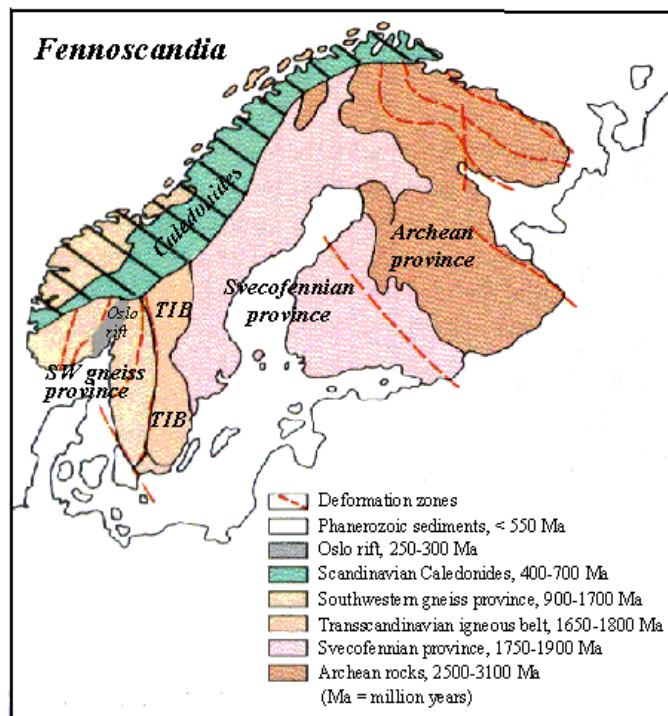 Fennoscandia
Caledonides
Archean
province
Svecofennian
province
TIB
Oslo
rift
SW gneiss
province
TIB
Deformation zones
Phanerozoic sediments, < 550 Ma
Oslo rift, 250-300 Ma
Scandinavian Caledonides, 400-700 Ma
Southwestern gneiss province, 900-1700 Ma
Transscandinavian igneous belt, 1650-1800 Ma
Svecofennian province, 1750-1900 Ma
Archean rocks, 2500-3100 Ma
(Ma = million years)